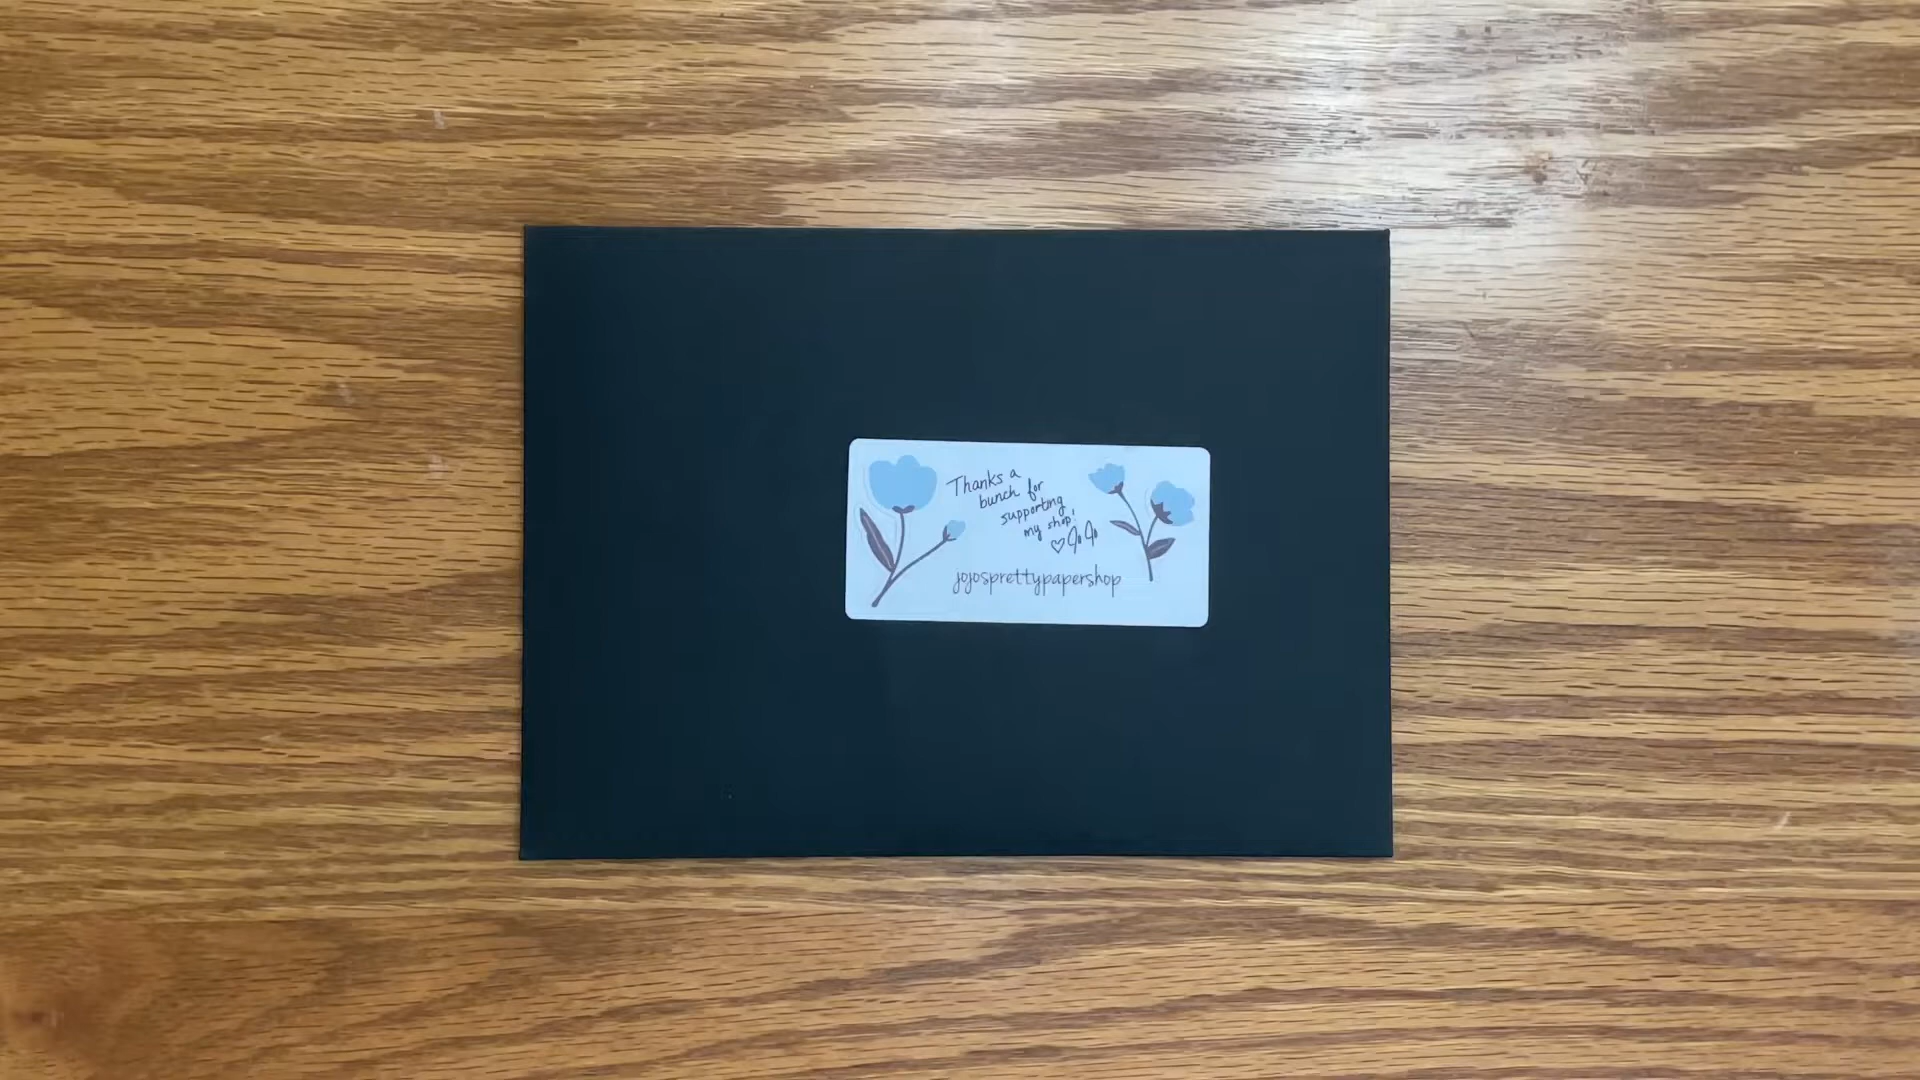 Thanks a
bunch for
supporting
my shop!
♡JoJo
jojosprettypapershop